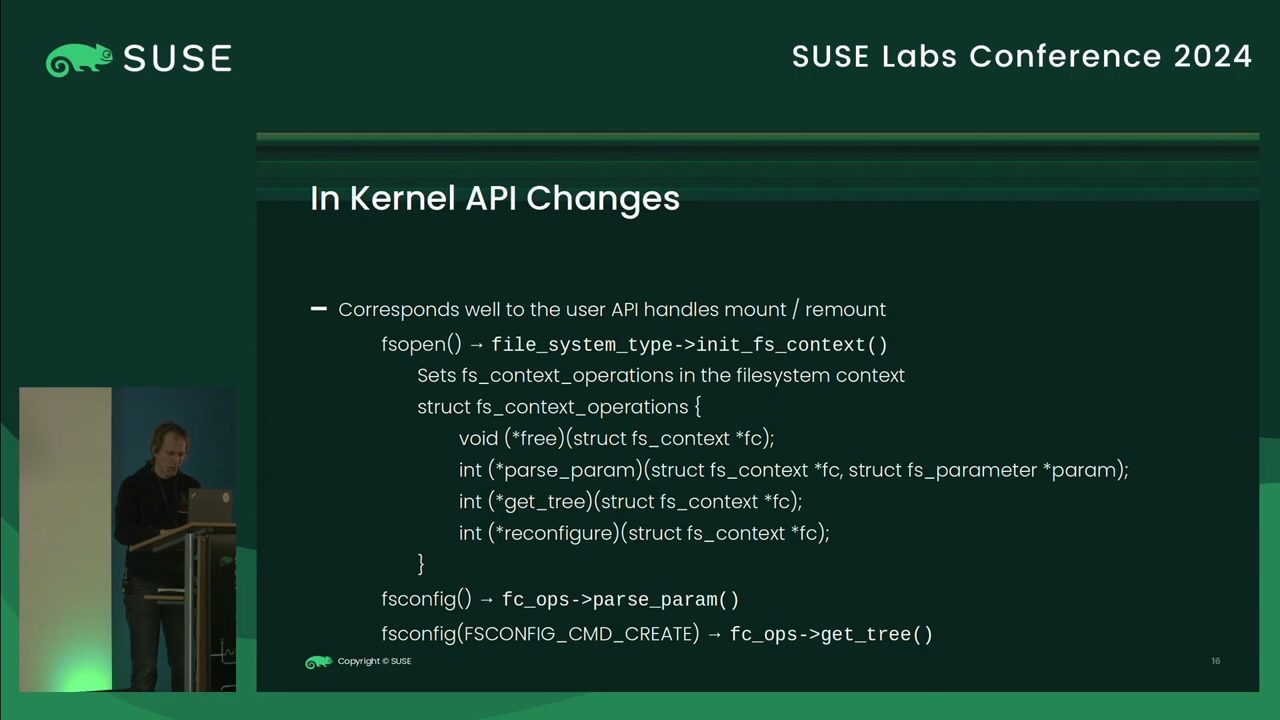 SUSE
SUSE Labs Conference 2024
In Kernel API Changes
Corresponds well to the user API handles mount / remount
fsopen() → file_system_type->init_fs_context()
Sets fs_context_operations in the filesystem context
struct fs_context_operations {
void (*free)(struct fs_context *fc);
int (*parse_param)(struct fs_context *fc, struct fs_parameter *param);
int (*get_tree)(struct fs_context *fc);
int (*reconfigure)(struct fs_context *fc);
}
fsconfig() → fc_ops->parse_param()
fsconfig(FSCONFIG_CMD_CREATE) → fc_ops->get_tree()
Copyright © SUSE
16